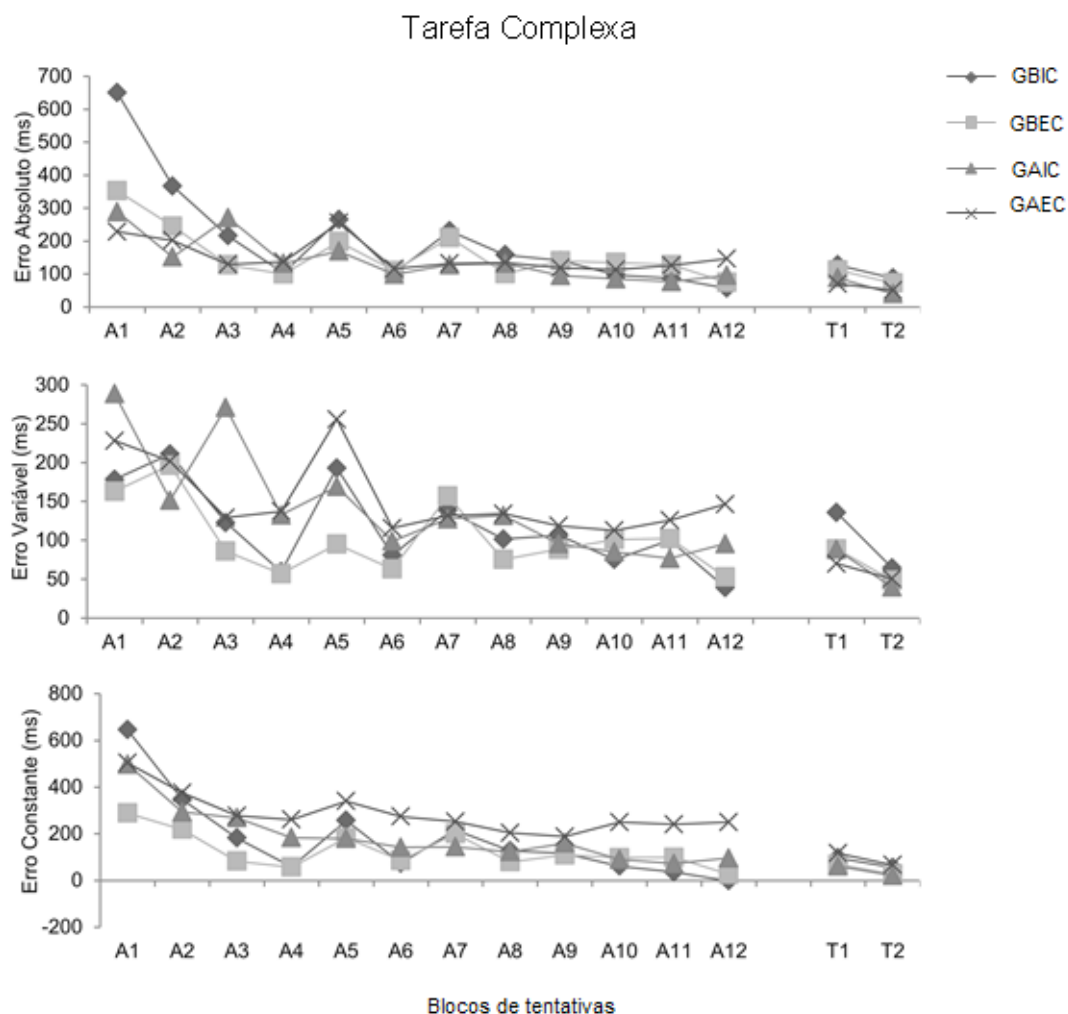 Tarefa Complexa
GBIC
GBEC
GAIC
GAEC
Erro Absoluto (ms)
700
600
500
400
300
200
100
0
A1 A2 A3 A4 A5 A6 A7 A8 A9 A10 A11 A12 T1 T2
Erro Variável (ms)
300
250
200
150
100
50
0
A1 A2 A3 A4 A5 A6 A7 A8 A9 A10 A11 A12 T1 T2
Erro Constante (ms)
800
600
400
200
0
-200
A1 A2 A3 A4 A5 A6 A7 A8 A9 A10 A11 A12 T1 T2
Blocos de tentativas